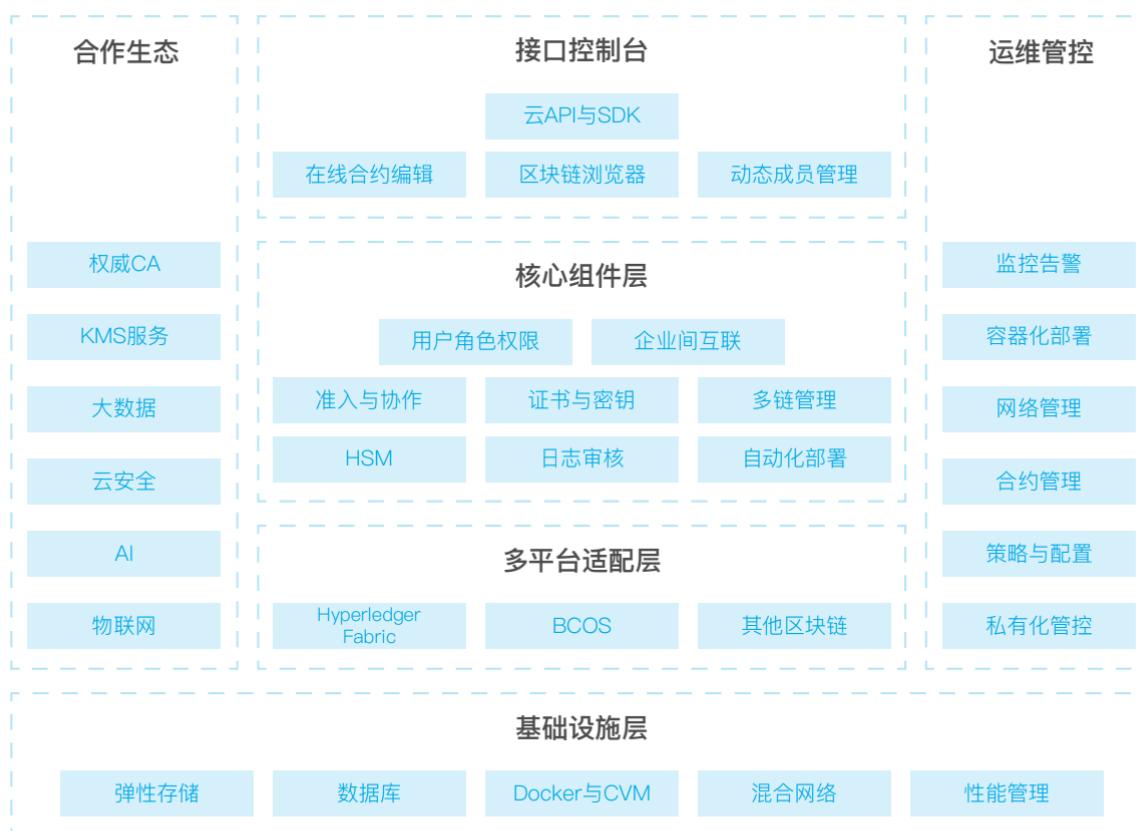 合作生态
权威CA
KMS服务
大数据
云安全
AI
物联网
接口控制台
云API与SDK
在线合约编辑
区块链浏览器
动态成员管理
核心组件层
用户角色权限
企业间互联
准入与协作
证书与密钥
多链管理
HSM
日志审核
自动化部署
多平台适配层
Hyperledger
Fabric
BCOS
其他区块链
运维管控
监控告警
容器化部署
网络管理
合约管理
策略与配置
私有化管控
基础设施层
弹性存储
数据库
Docker与CVM
混合网络
性能管理